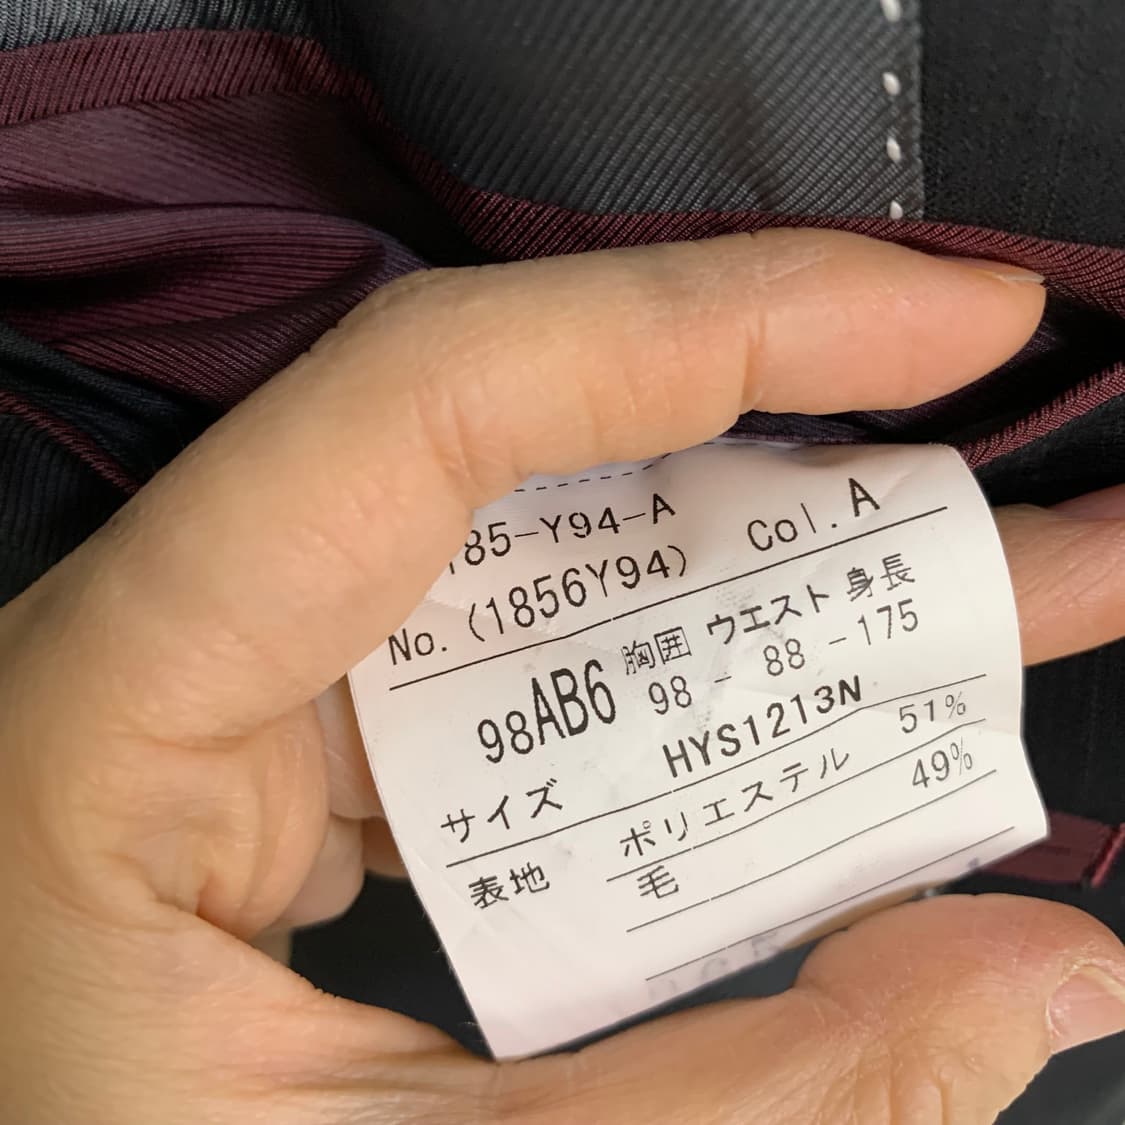 85-Y94-A
No. (1856Y94) Col. A
サイズ 98AB6 胸囲 ウエスト 身長
98 - 88 -175
HYS1213N
表地 ポリエステル 51%
毛 49%